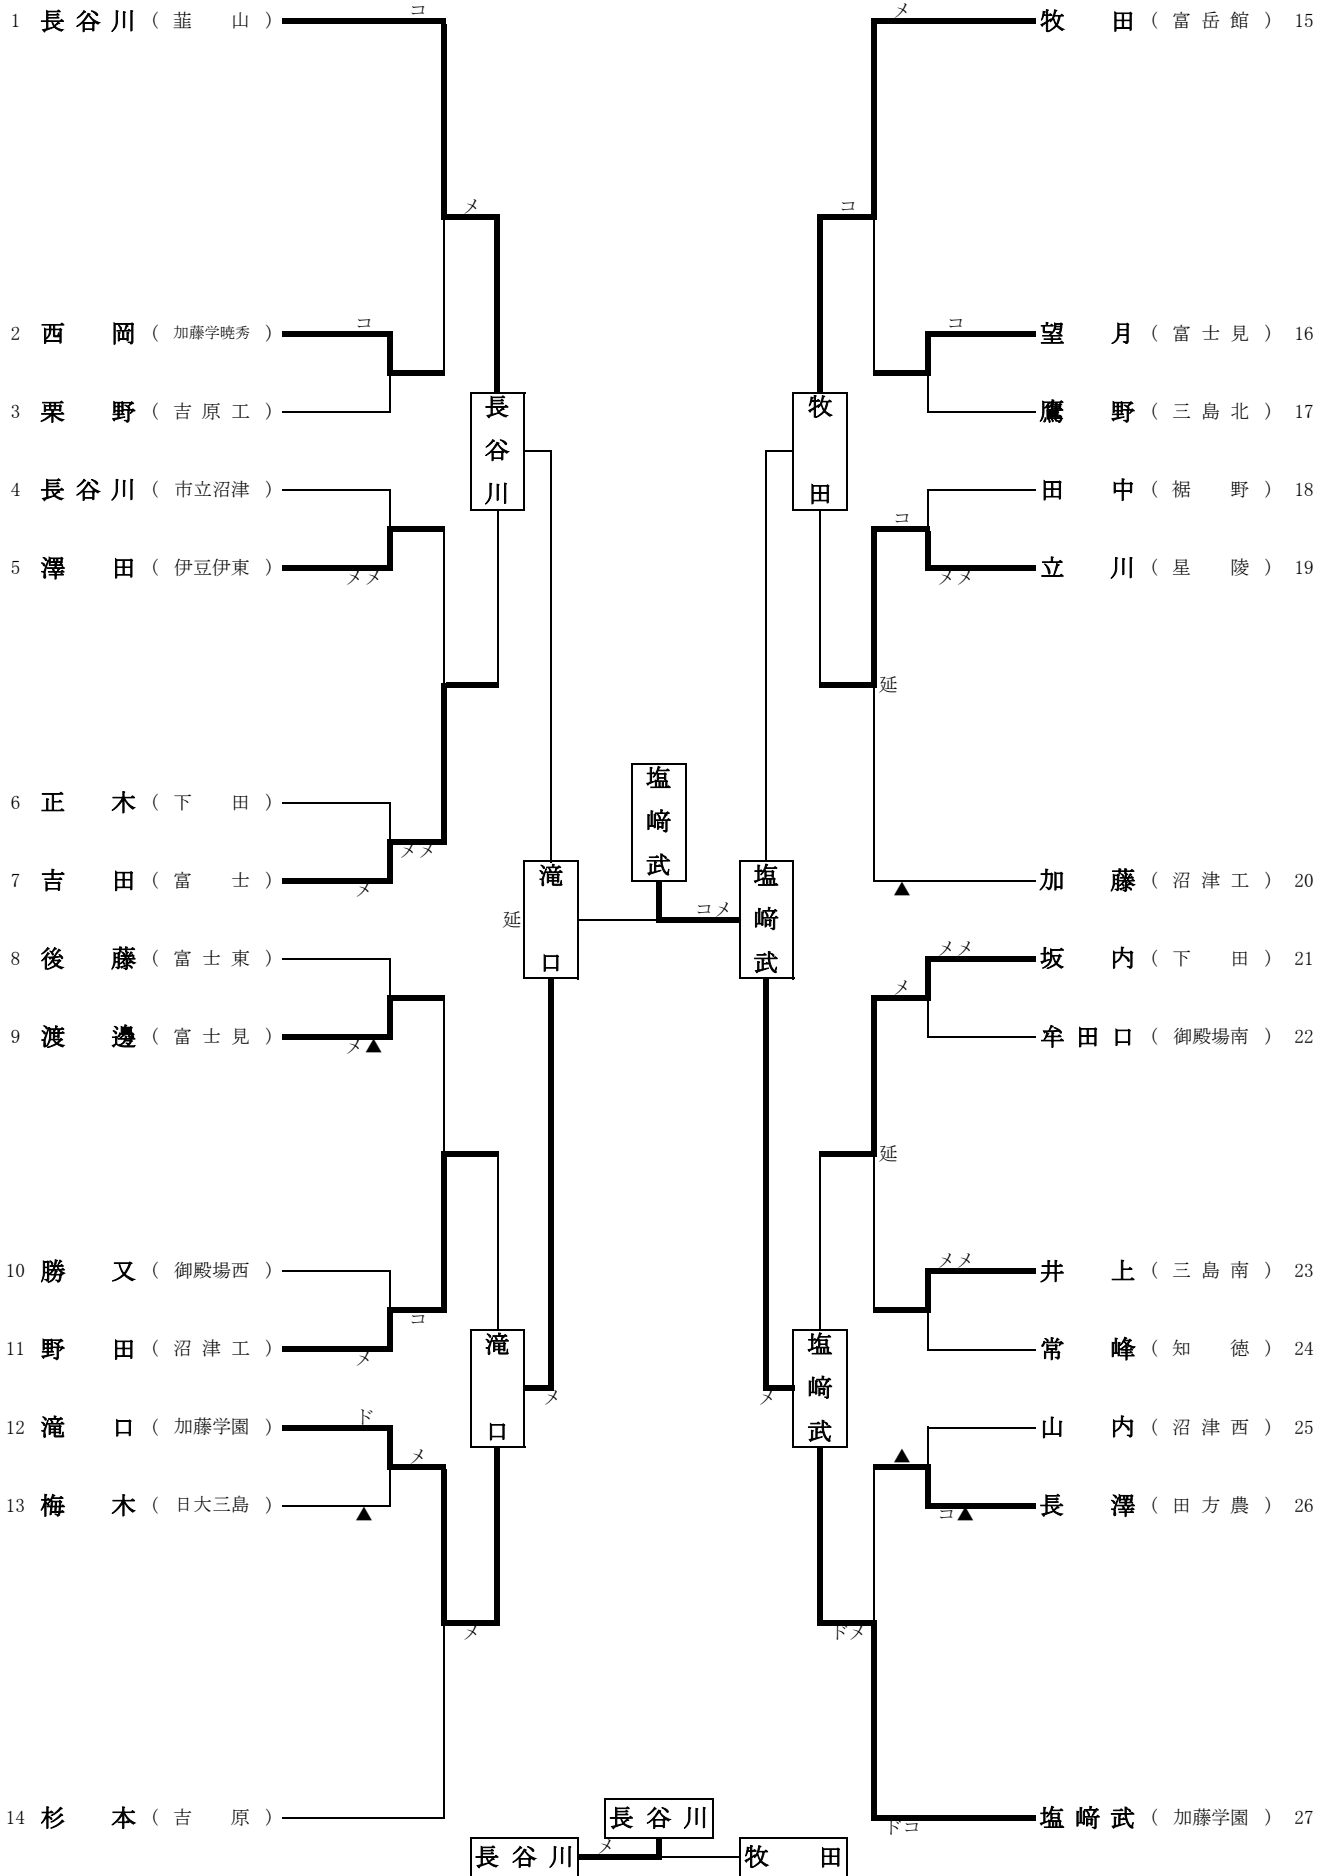 1 長谷川 （ 韮 山 ）
2 西 岡 （ 加藤学暁秀 ）
3 栗 野 （ 吉原工 ）
4 長谷川 （ 市立沼津 ）
5 澤 田 （ 伊豆伊東 ）
6 正 木 （ 下 田 ）
7 吉 田 （ 富 士 ）
8 後 藤 （ 富士東 ）
9 渡 邊 （ 富士見 ）
10 勝 又 （ 御殿場西 ）
11 野 田 （ 沼津工 ）
12 滝 口 （ 加藤学園 ）
13 梅 木 （ 日大三島 ）
14 杉 本 （ 吉 原 ）
コ
メ
コ
メメ
メメ
メ
メ▲
コ
メ
ド
メ
▲
メ
長谷川
滝口
メ
延
滝口
塩﨑武
コメ
塩﨑武
メ
牧田
塩﨑武
メ
コ
コ
コ
メメ
延
▲
メメ
メ
延
メメ
▲
コ▲
ドメ
ドコ
牧 田 （ 富岳館 ） 15
望 月 （ 富士見 ） 16
鷹 野 （ 三島北 ） 17
田 中 （ 裾 野 ） 18
立 川 （ 星 陵 ） 19
加 藤 （ 沼津工 ） 20
坂 内 （ 下 田 ） 21
牟田口 （ 御殿場南 ） 22
井 上 （ 三島南 ） 23
常 峰 （ 知 徳 ） 24
山 内 （ 沼津西 ） 25
長 澤 （ 田方農 ） 26
塩﨑武 （ 加藤学園 ） 27
長谷川
長谷川 メ 牧 田